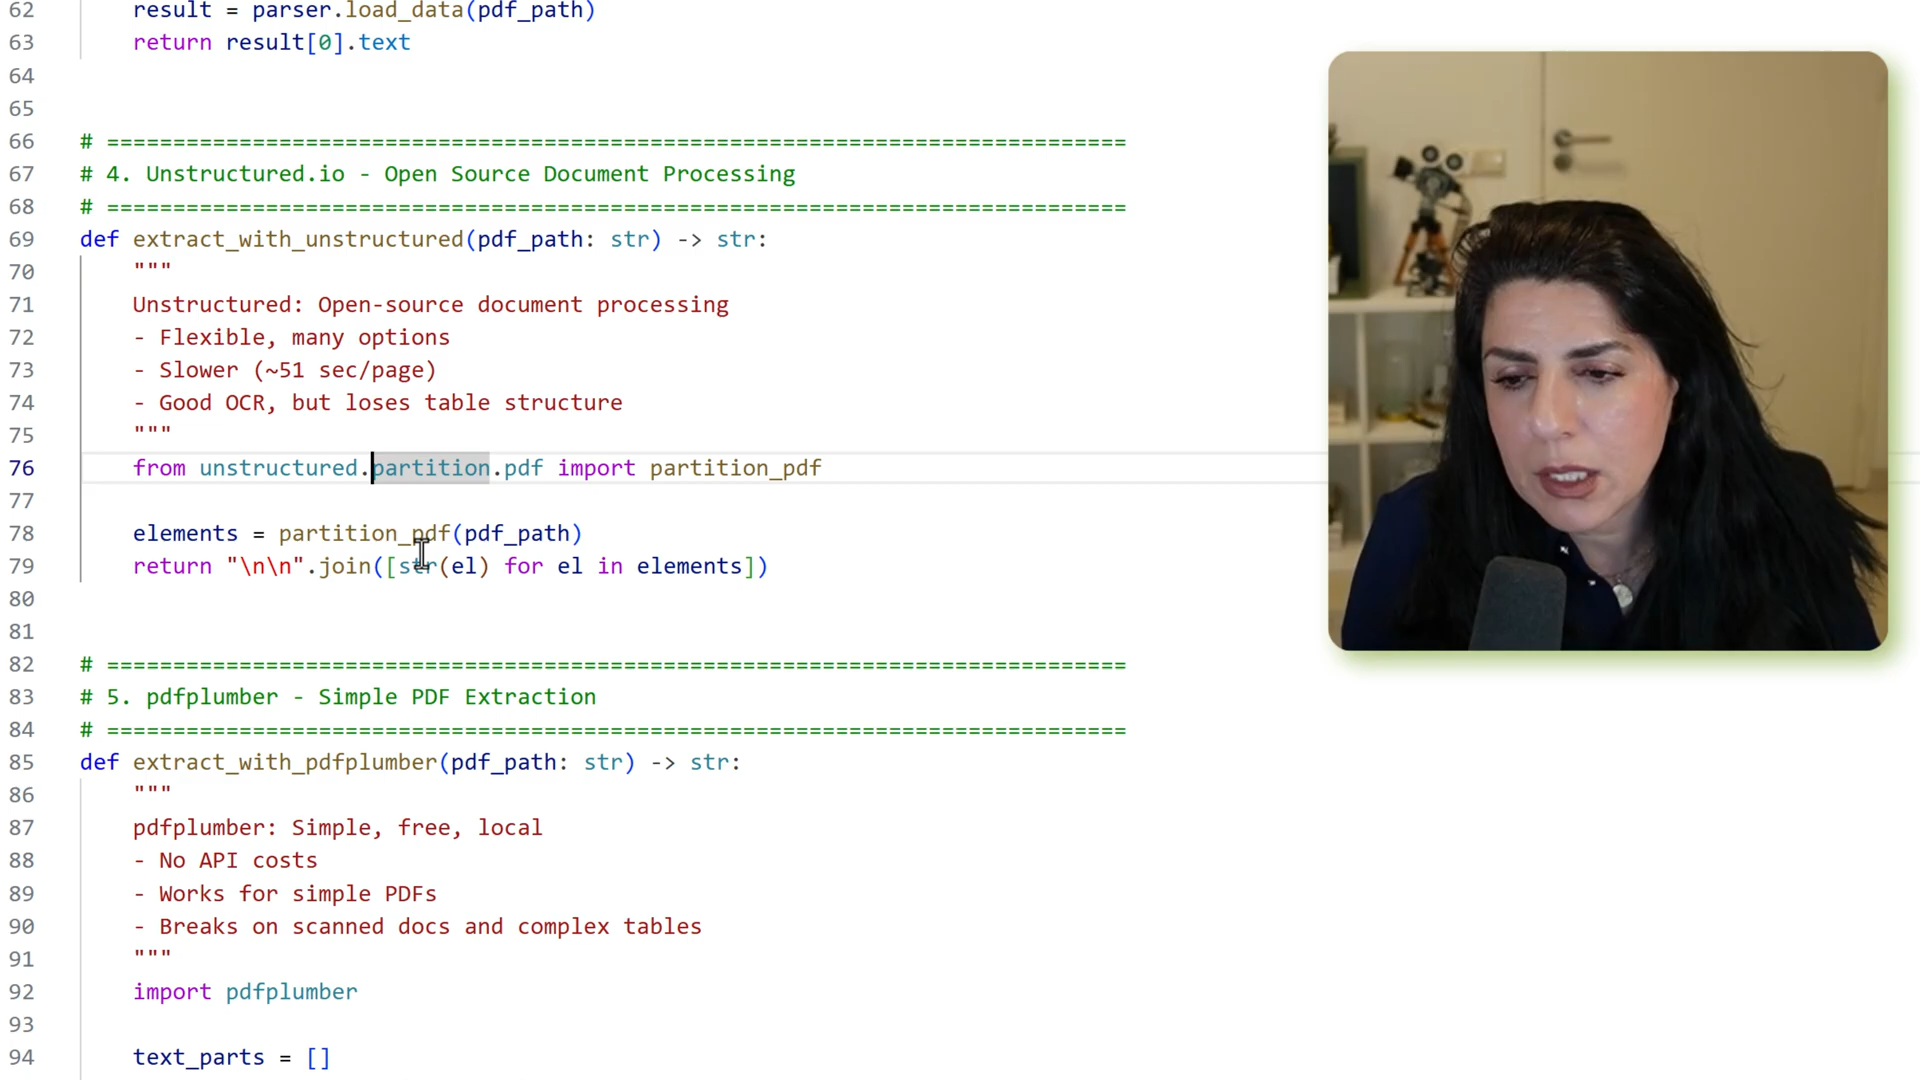 62 result = parser.load_data(pdf_path)
63 return result[0].text
64
65
66 # =============================================================================
67 # 4. Unstructured.io - Open Source Document Processing
68 # =============================================================================
69 def extract_with_unstructured(pdf_path: str) -> str:
70 """
71 Unstructured: Open-source document processing
72 - Flexible, many options
73 - Slower (~51 sec/page)
74 - Good OCR, but loses table structure
75 """
76 from unstructured.partition.pdf import partition_pdf
77
78 elements = partition_pdf(pdf_path)
79 return "\n\n".join([str(el) for el in elements])
80
81
82 # =============================================================================
83 # 5. pdfplumber - Simple PDF Extraction
84 # =============================================================================
85 def extract_with_pdfplumber(pdf_path: str) -> str:
86 """
87 pdfplumber: Simple, free, local
88 - No API costs
89 - Works for simple PDFs
90 - Breaks on scanned docs and complex tables
91 """
92 import pdfplumber
93
94 text_parts = []